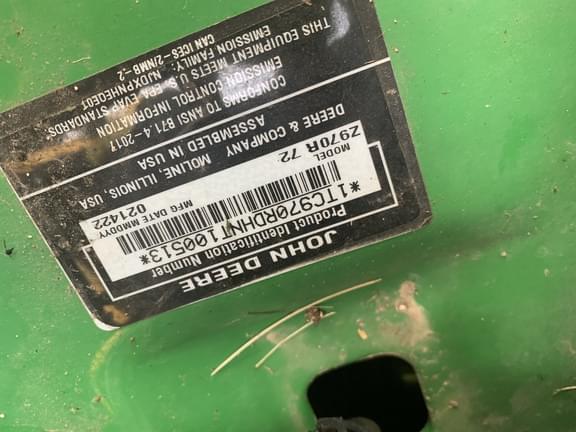 JOHN DEERE
Product Identification Number
*1TC970RDHNT100513*
MODEL MFG DATE MMDDYY
Z970R 72 021422
DEERE & COMPANY MOLINE, ILLINOIS, USA
ASSEMBLED IN USA
CONFORMS TO ANSI B71.4-2017
EMISSION CONTROL INFORMATION
THIS EQUIPMENT MEETS U.S. EPA EVAP STANDARDS.
EMISSION FAMILY:
CAN ICES-2/NMB-2